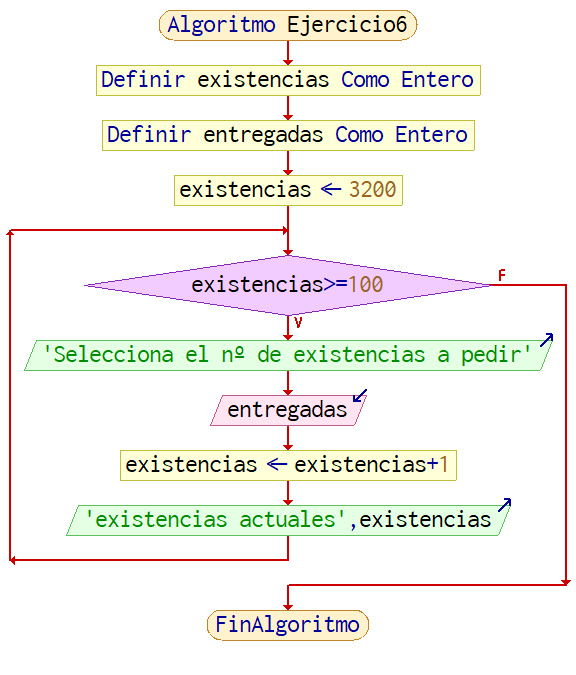 Algoritmo Ejercicio6
Definir existencias Como Entero
Definir entregadas Como Entero
existencias ← 3200
existencias>=100
F
V
'Selecciona el nº de existencias a pedir'
entregadas
existencias ← existencias+1
'existencias actuales',existencias
FinAlgoritmo